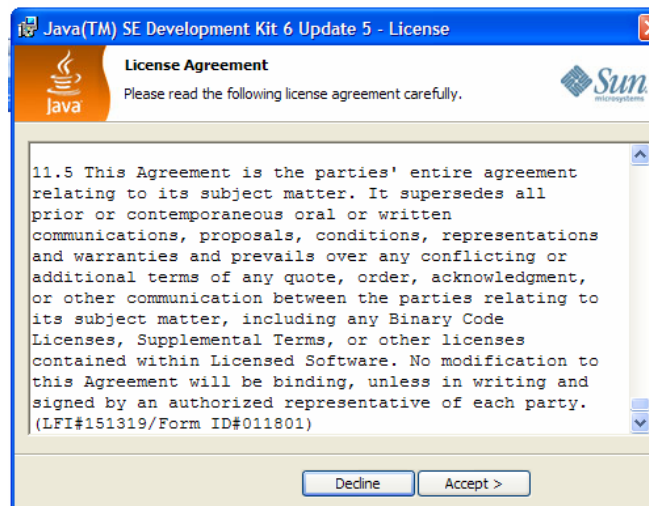 Java(TM) SE Development Kit 6 Update 5 - License
License Agreement
Please read the following license agreement carefully.
Java
Sun
microsystems
11.5 This Agreement is the parties' entire agreement
relating to its subject matter. It supersedes all
prior or contemporaneous oral or written
communications, proposals, conditions, representations
and warranties and prevails over any conflicting or
additional terms of any quote, order, acknowledgment,
or other communication between the parties relating to
its subject matter, including any Binary Code
Licenses, Supplemental Terms, or other licenses
contained within Licensed Software. No modification to
this Agreement will be binding, unless in writing and
signed by an authorized representative of each party.
(LFI#151319/Form ID#011801)
Decline
Accept >